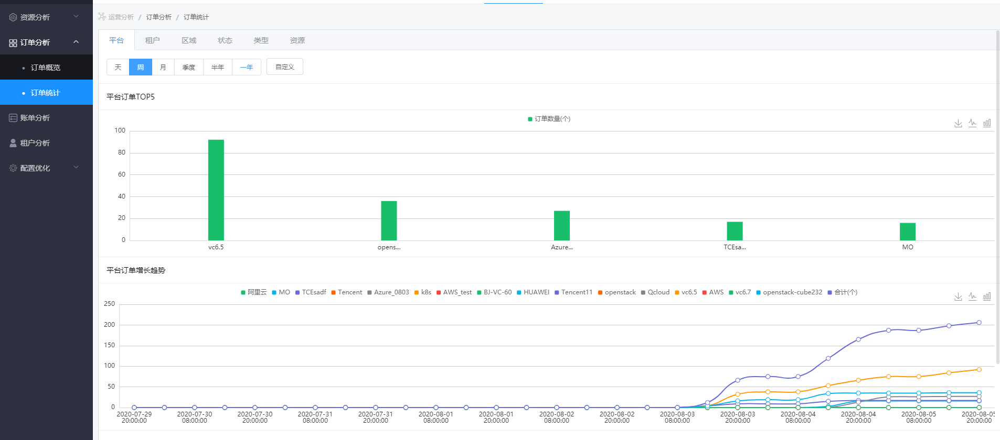 资源分析
订单分析
订单概览
订单统计
账单分析
租户分析
配置优化
运营分析 / 订单分析 / 订单统计
平台 租户 区域 状态 类型 资源
天 周 月 季度 半年 一年 自定义
平台订单TOP5
订单数量(个)
100
80
60
40
20
0
vc6.5 opens... Azure... TCEsa... MO
平台订单增长趋势
阿里云 MO TCEsadf Tencent Azure_0803 k8s AWS_test BJ-VC-60 HUAWEI Tencent11 openstack Qcloud vc6.5 AWS vc6.7 openstack-cube232 合计(个)
250
200
150
100
50
0
2020-07-29 2020-07-30 2020-07-30 2020-07-31 2020-07-31 2020-08-01 2020-08-01 2020-08-02 2020-08-02 2020-08-03 2020-08-03 2020-08-04 2020-08-04 2020-08-05 2020-08-05
20:00:00 08:00:00 20:00:00 08:00:00 20:00:00 08:00:00 20:00:00 08:00:00 20:00:00 08:00:00 20:00:00 08:00:00 20:00:00 08:00:00 20:00:00